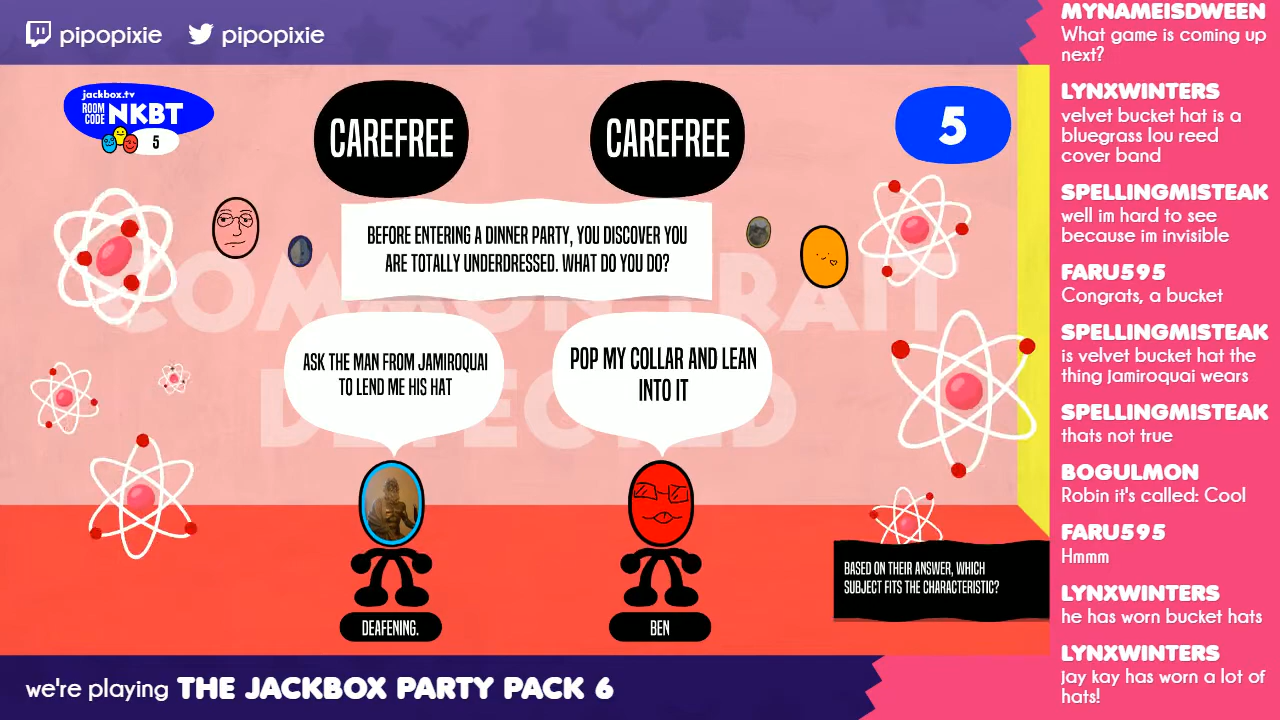 pipopixie pipopixie
jackbox.tv
ROOM CODE NKBT
5
CAREFREE
CAREFREE
5
BEFORE ENTERING A DINNER PARTY, YOU DISCOVER YOU
ARE TOTALLY UNDERDRESSED. WHAT DO YOU DO?
COMMON TRAIT
DETECTED
ASK THE MAN FROM JAMIROQUAI
TO LEND ME HIS HAT
POP MY COLLAR AND LEAN
INTO IT
DEAFENING.
BEN
BASED ON THEIR ANSWER, WHICH
SUBJECT FITS THE CHARACTERISTIC?
we're playing THE JACKBOX PARTY PACK 6
MYNAMEISDWEEN
What game is coming up
next?
LYNXWINTERS
velvet bucket hat is a
bluegrass lou reed
cover band
SPELLINGMISTEAK
well im hard to see
because im invisible
FARU595
Congrats, a bucket
SPELLINGMISTEAK
is velvet bucket hat the
thing Jamiroquai wears
SPELLINGMISTEAK
thats not true
BOGULMON
Robin it's called: Cool
FARU595
Hmmm
LYNXWINTERS
he has worn bucket hats
LYNXWINTERS
Jay kay has worn a lot of
hats!